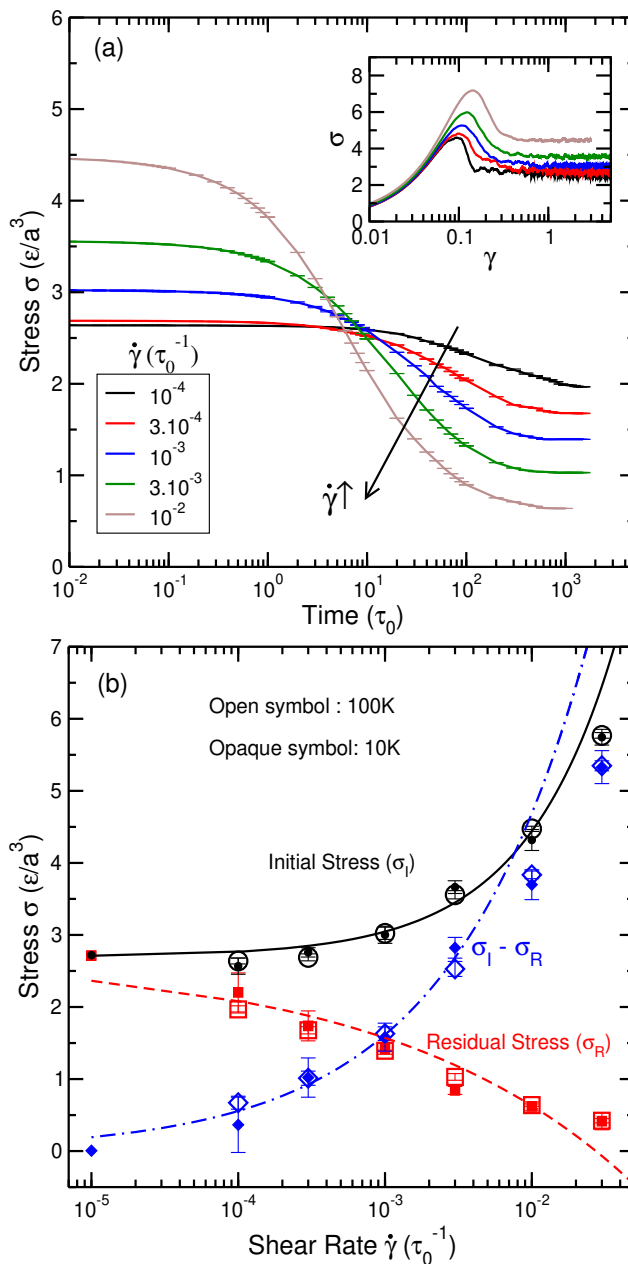 (a)
8
6
4
2
0
σ
0.01
0.1
1
γ
6
5
4
3
2
1
0
Stress σ (ε/a³)
γ̇ (τ₀⁻¹)
10⁻⁴
3.10⁻⁴
10⁻³
3.10⁻³
10⁻²
γ̇↑
10⁻² 10⁻¹ 10⁰ 10¹ 10² 10³
Time (τ₀)
(b)
7
6
5
4
3
2
1
0
Stress σ (ε/a³)
Open symbol : 100K
Opaque symbol: 10K
Initial Stress (σ_I)
σ_I - σ_R
Residual Stress (σ_R)
10⁻⁵ 10⁻⁴ 10⁻³ 10⁻²
Shear Rate γ̇ (τ₀⁻¹)